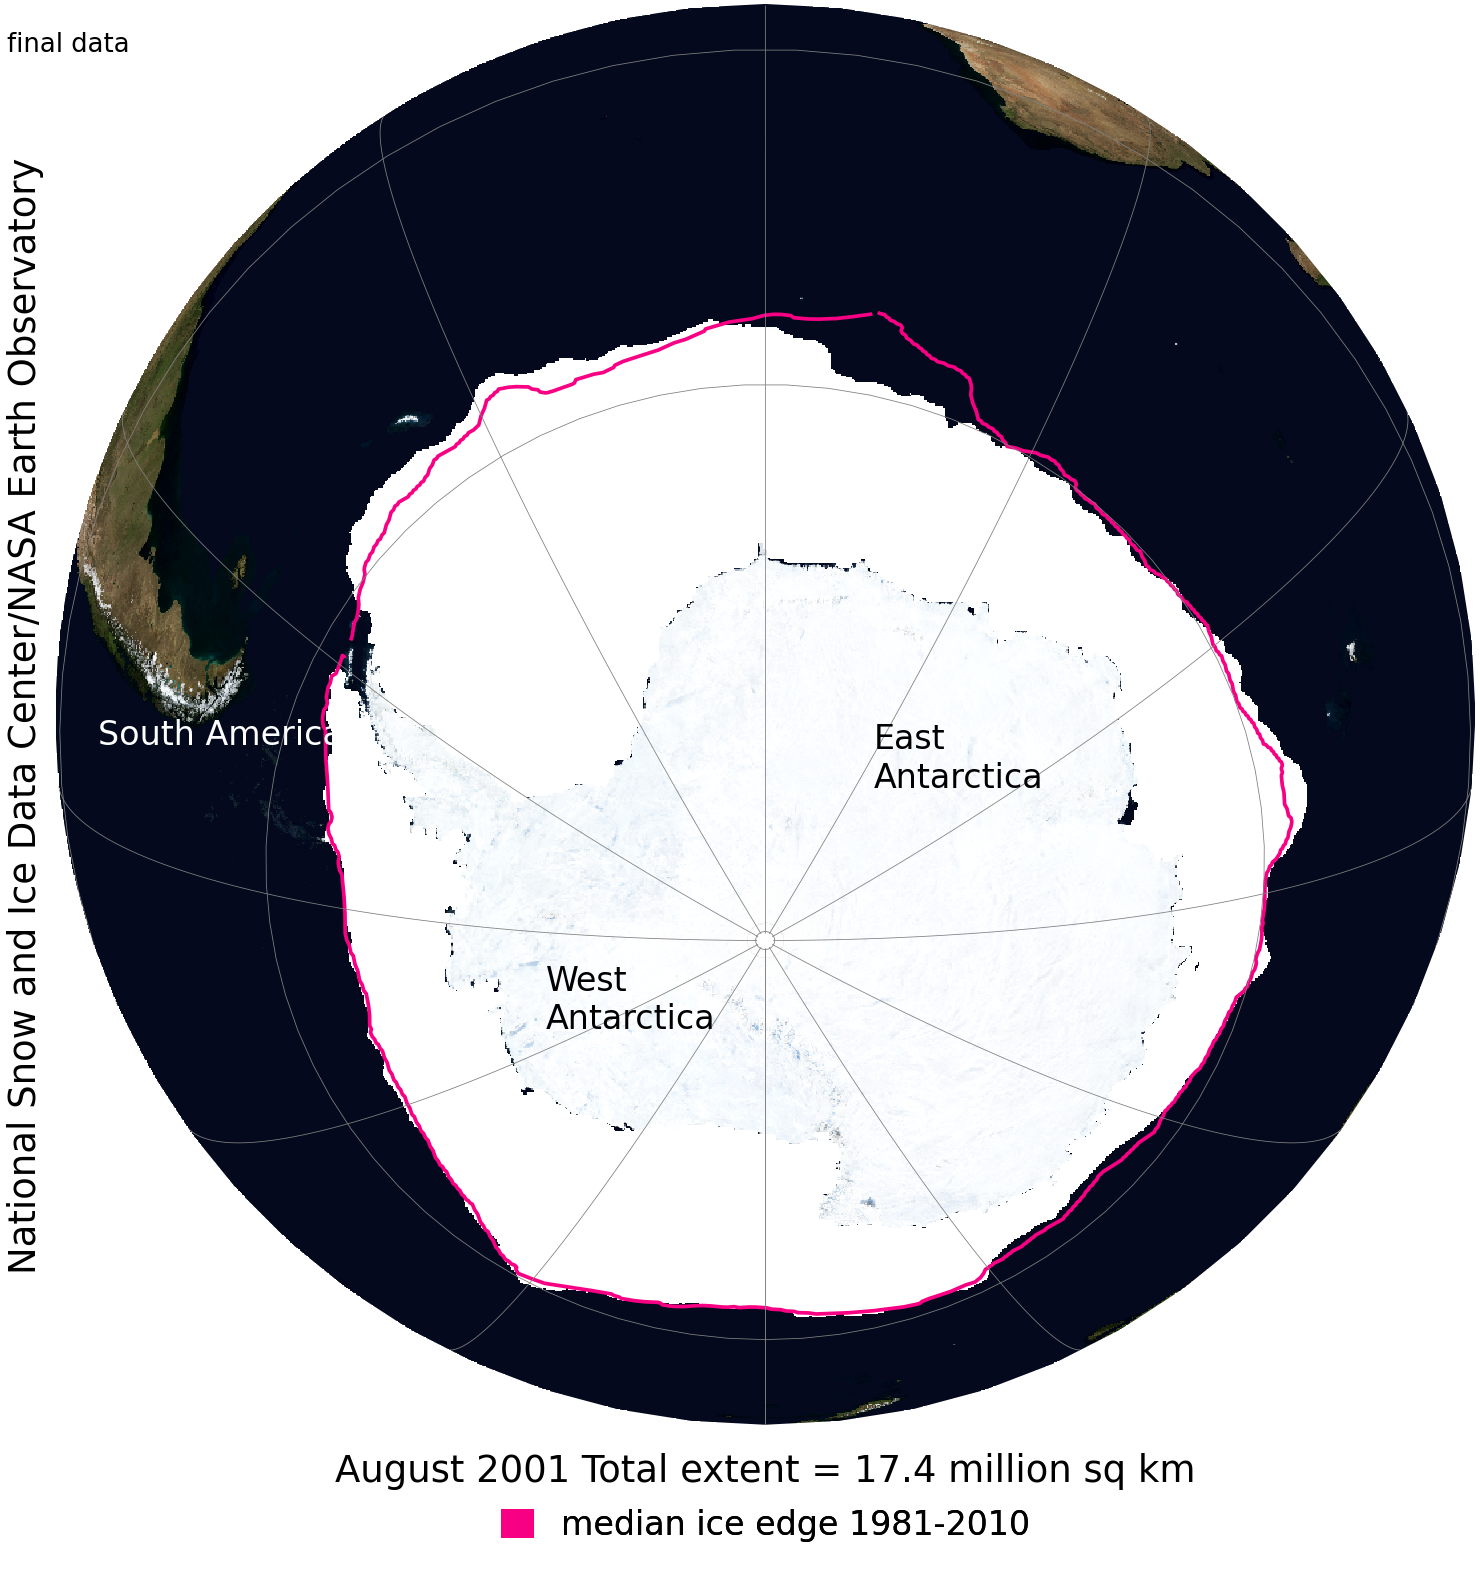 final data
National Snow and Ice Data Center/NASA Earth Observatory
South America
East
Antarctica
West
Antarctica
August 2001 Total extent = 17.4 million sq km
median ice edge 1981-2010